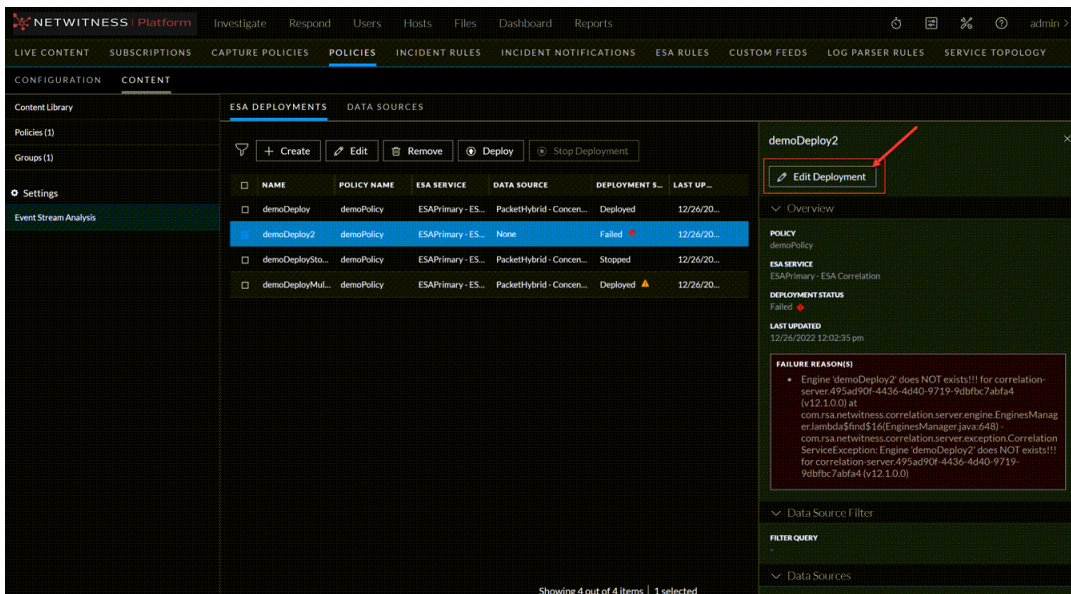 NETWITNESS | Platform Investigate Respond Users Hosts Files Dashboard Reports admin >
LIVE CONTENT SUBSCRIPTIONS CAPTURE POLICIES POLICIES INCIDENT RULES INCIDENT NOTIFICATIONS ESA RULES CUSTOM FEEDS LOG PARSER RULES SERVICE TOPOLOGY
CONFIGURATION CONTENT
Content Library
Policies (1)
Groups (1)
Settings
Event Stream Analysis
ESA DEPLOYMENTS DATA SOURCES
+ Create Edit Remove Deploy Stop Deployment
NAME POLICY NAME ESA SERVICE DATA SOURCE DEPLOYMENT S... LAST UP...
demoDeploy demoPolicy ESAPrimary - ES... PacketHybrid - Concen... Deployed 12/26/20...
demoDeploy2 demoPolicy ESAPrimary - ES... None Failed 12/26/20...
demoDeploySto... demoPolicy ESAPrimary - ES... PacketHybrid - Concen... Stopped 12/26/20...
demoDeployMul... demoPolicy ESAPrimary - ES... PacketHybrid - Concen... Deployed 12/26/20...
Showing 4 out of 4 items | 1 selected
demoDeploy2
Edit Deployment
Overview
POLICY
demoPolicy
ESA SERVICE
ESAPrimary - ESA Correlation
DEPLOYMENT STATUS
Failed
LAST UPDATED
12/26/2022 12:02:35 pm
FAILURE REASON(S)
• Engine 'demoDeploy2' does NOT exists!!! for correlation-
server.495ad90f-4436-4d40-9719-9dbfbc7abfa4
(v12.1.0.0) at
com.rsa.netwitness.correlation.server.engine.EnginesManag
er.lambda$find$16(EnginesManager.java:648) -
com.rsa.netwitness.correlation.server.exception.Correlation
ServiceException: Engine 'demoDeploy2' does NOT exists!!!
for correlation-server.495ad90f-4436-4d40-9719-
9dbfbc7abfa4 (v12.1.0.0)
Data Source Filter
FILTER QUERY
-
Data Sources